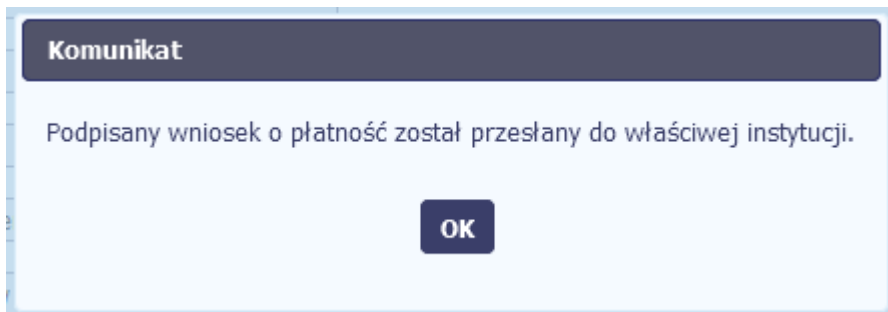 Komunikat
Podpisany wniosek o płatność został przesłany do właściwej instytucji.
OK